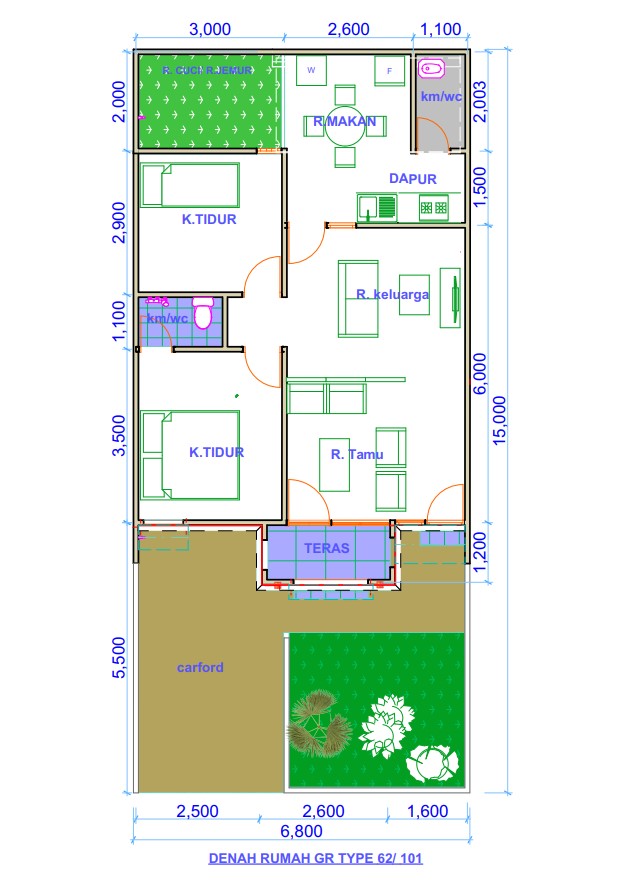 3,000
2,600
1,100
2,000
R. CUCI R.JEMUR
W
F
km/wc
2,003
R.MAKAN
DAPUR
1,500
2,900
K.TIDUR
R. keluarga
1,100
km/wc
6,000
15,000
3,500
K.TIDUR
R. Tamu
TERAS
1,200
5,500
carford
2,500
2,600
1,600
6,800
DENAH RUMAH GR TYPE 62/ 101